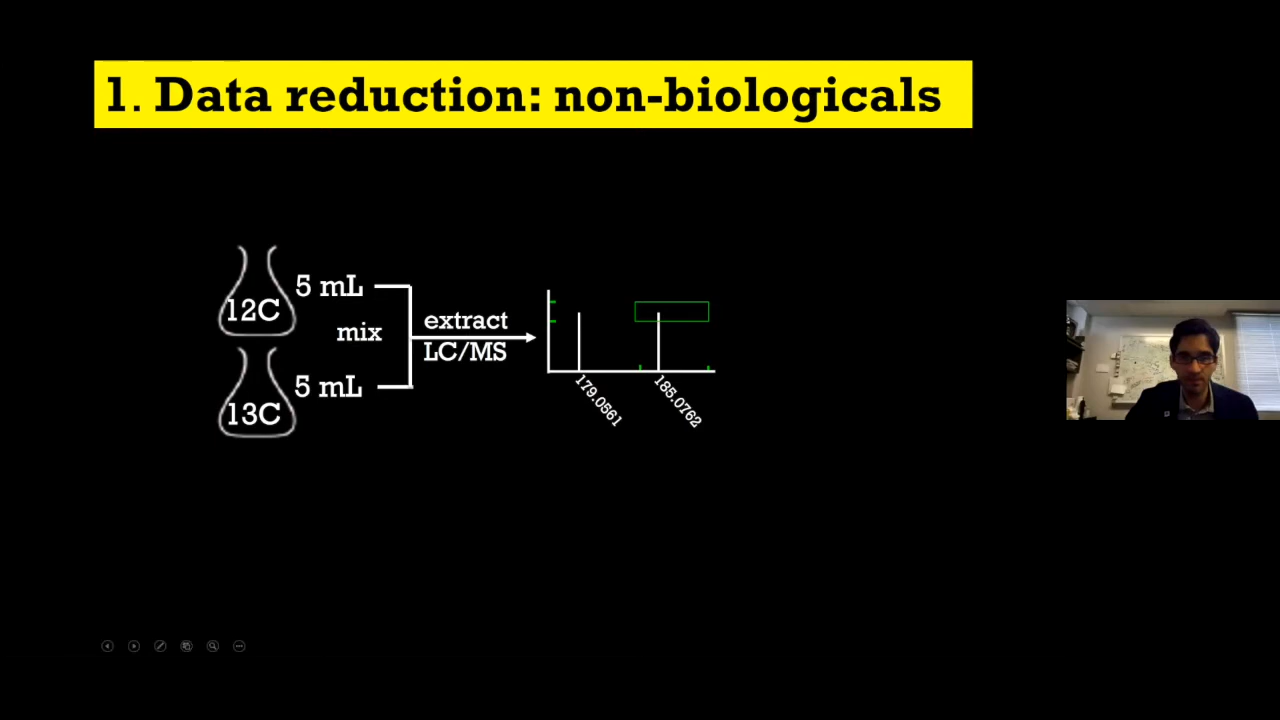 1. Data reduction: non-biologicals
12C
5 mL
mix
13C
5 mL
extract
LC/MS
179.0561
185.0762